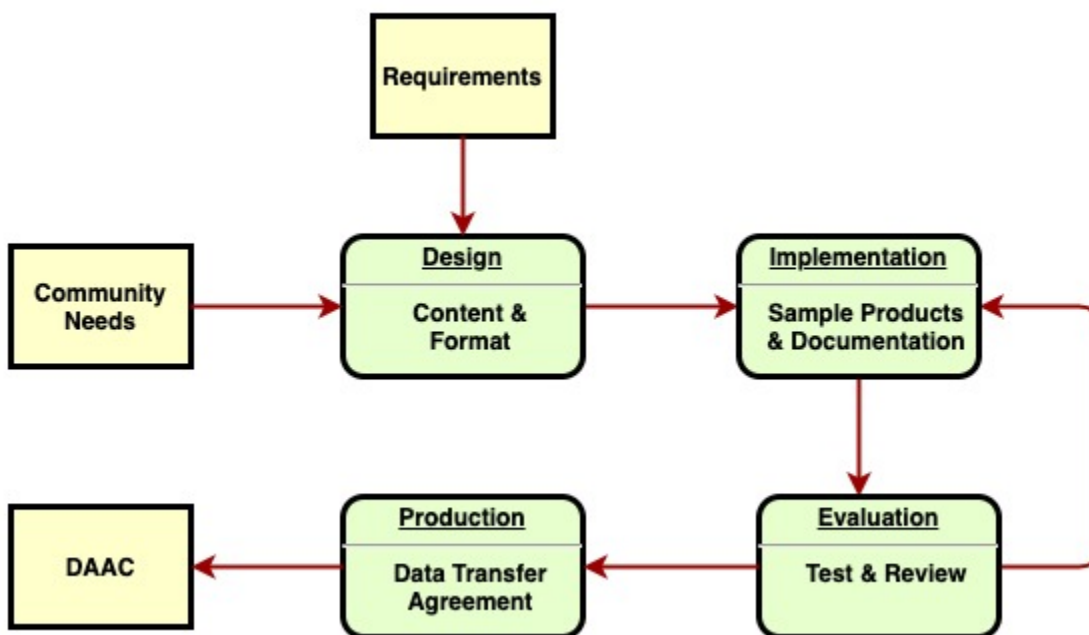 Requirements
Community
Needs
Design
Content &
Format
Implementation
Sample Products
& Documentation
DAAC
Production
Data Transfer
Agreement
Evaluation
Test & Review